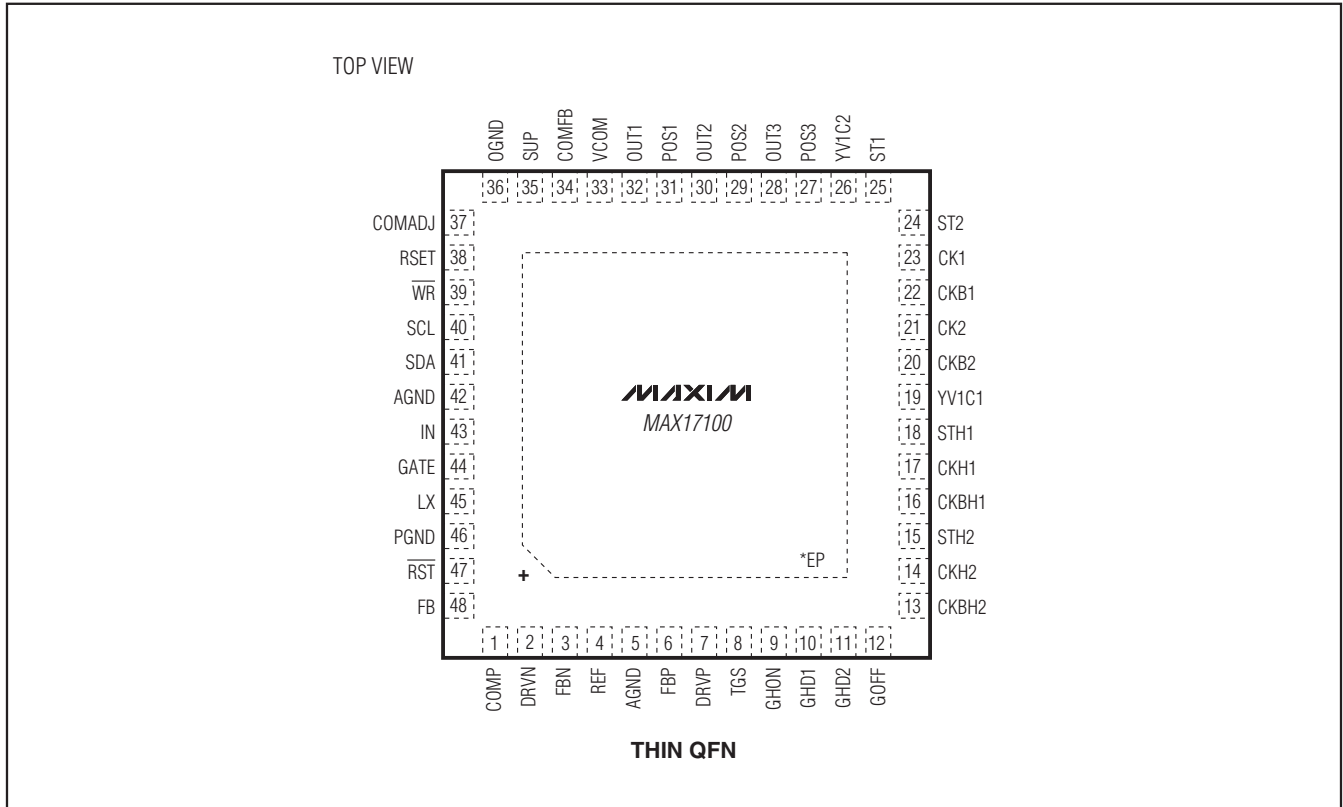 TOP VIEW
OGND SUP COMFB VCOM OUT1 POS1 OUT2 POS2 OUT3 POS3 YV1C2 ST1
36 35 34 33 32 31 30 29 28 27 26 25
COMADJ 37 24 ST2
RSET 38 23 CK1
W̅R̅ 39 22 CKB1
SCL 40 21 CK2
SDA 41 20 CKB2
AGND 42 19 YV1C1
IN 43 18 STH1
GATE 44 17 CKH1
LX 45 16 CKBH1
PGND 46 15 STH2
R̅S̅T̅ 47 14 CKH2
FB 48 13 CKBH2
MAXIM
MAX17100
*EP
+
1 2 3 4 5 6 7 8 9 10 11 12
COMP DRVN FBN REF AGND FBP DRVP TGS GHON GHD1 GHD2 GOFF
THIN QFN